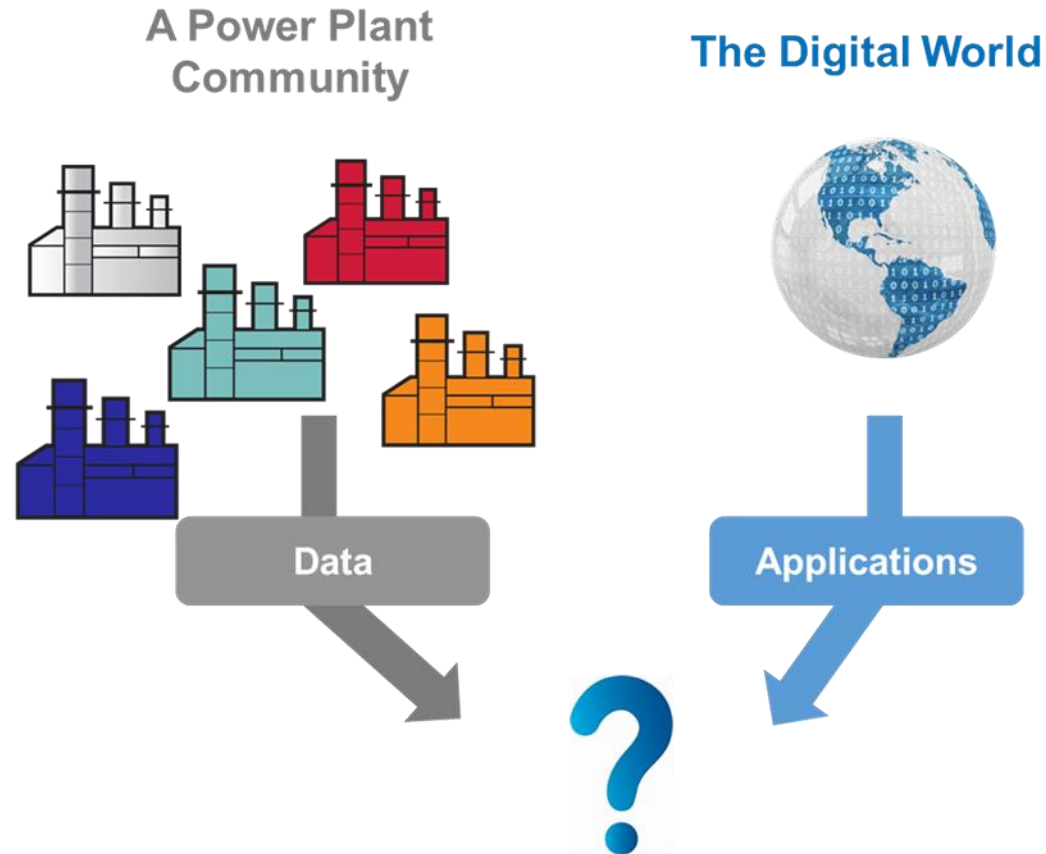 A Power Plant
Community
The Digital World
Data
Applications
?